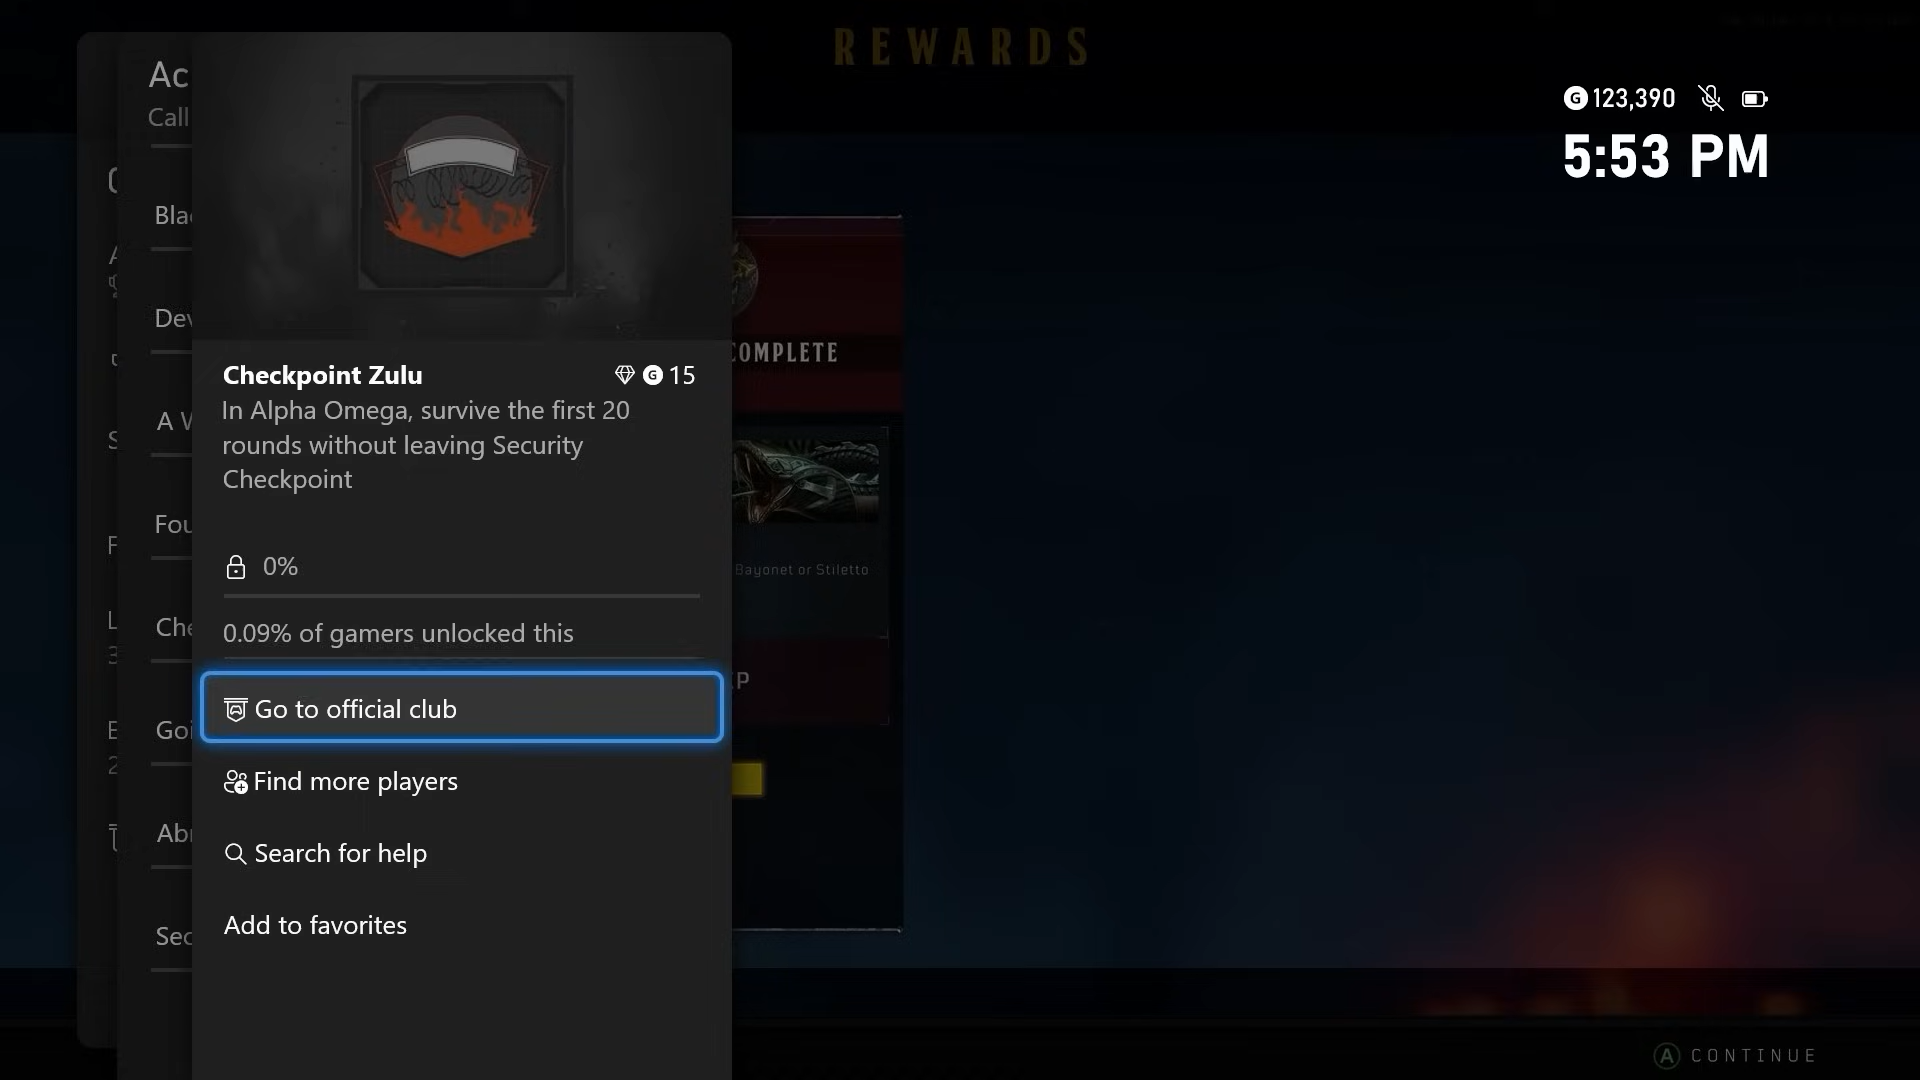 REWARDS
G 123,390
5:53 PM
Ac
Call
Bla
Dev
A W
Fou
Che
Goi
Abr
Sec
Checkpoint Zulu
G 15
In Alpha Omega, survive the first 20
rounds without leaving Security
Checkpoint
0%
0.09% of gamers unlocked this
Go to official club
Find more players
Search for help
Add to favorites
COMPLETE
Bayonet or Stiletto
XP
A CONTINUE